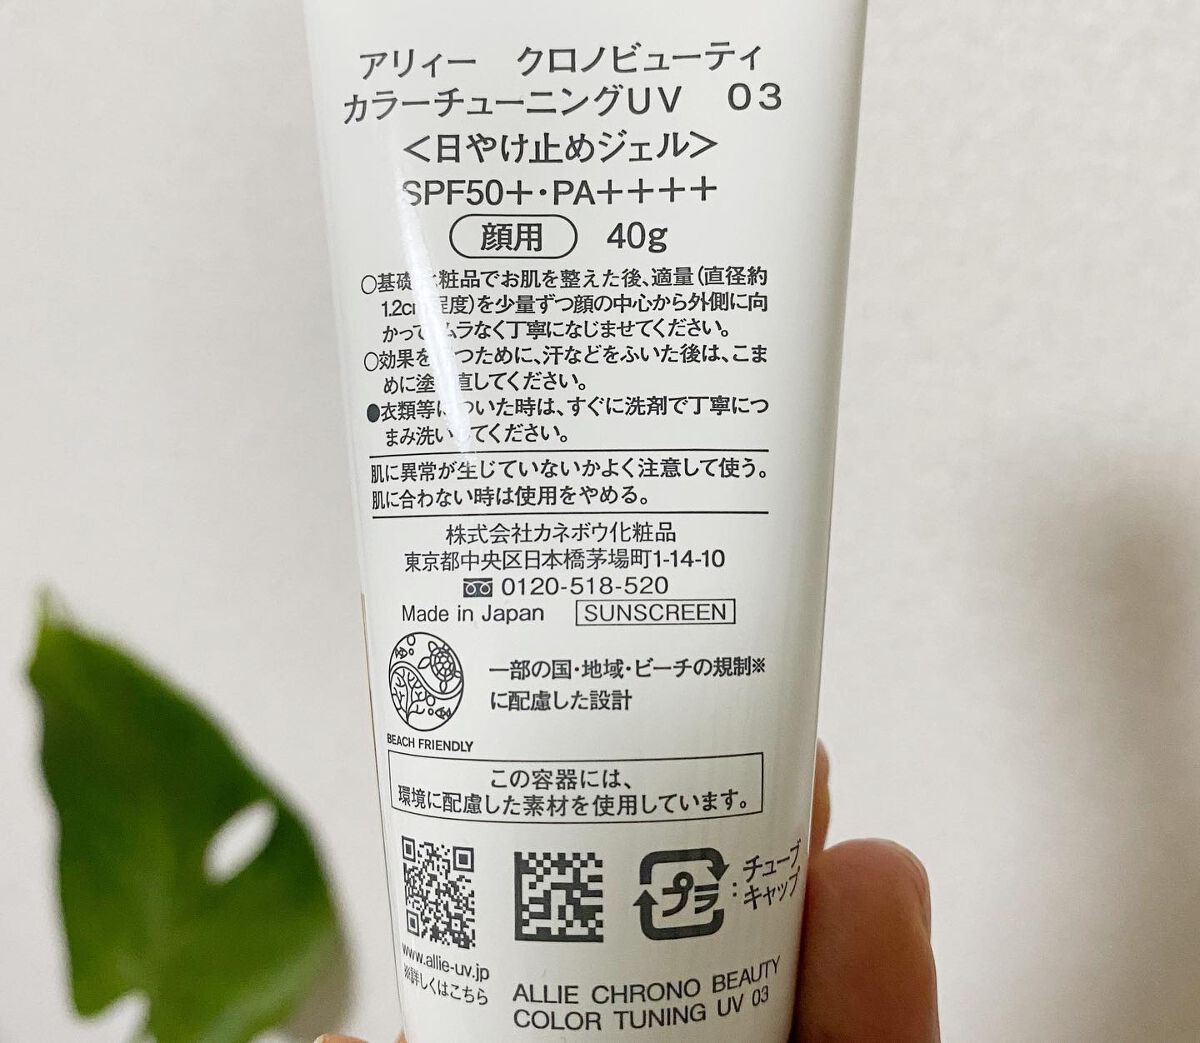 アリィー　クロノビューティ
カラーチューニングUV　03
＜日やけ止めジェル＞
SPF50+・PA++++
顔用　40g
○基礎化粧品でお肌を整えた後、適量（直径約
1.2cm程度）を少量ずつ顔の中心から外側に向
かって、ムラなく丁寧になじませてください。
○効果を保つために、汗などをふいた後は、こま
めに塗り直してください。
●衣類等についた時は、すぐに洗剤で丁寧につ
まみ洗いしてください。
肌に異常が生じていないかよく注意して使う。
肌に合わない時は使用をやめる。
株式会社カネボウ化粧品
東京都中央区日本橋茅場町1-14-10
0120-518-520
Made in Japan　SUNSCREEN
一部の国・地域・ビーチの規制※
に配慮した設計
BEACH FRIENDLY
この容器には、
環境に配慮した素材を使用しています。
プラ：チューブ
キャップ
www.allie-uv.jp
※詳しくはこちら
ALLIE CHRONO BEAUTY
COLOR TUNING UV 03